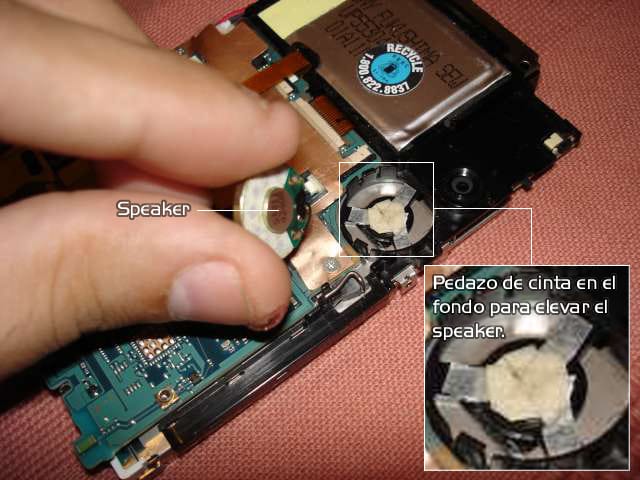 RECYCLE
1.800.822.8837
Speaker
Pedazo de cinta en el
fondo para elevar el
speaker.